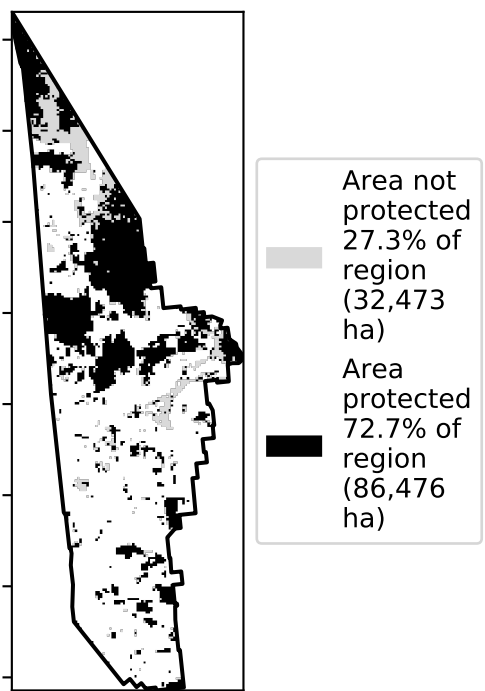 Area not
protected
27.3% of
region
(32,473
ha)
Area
protected
72.7% of
region
(86,476
ha)